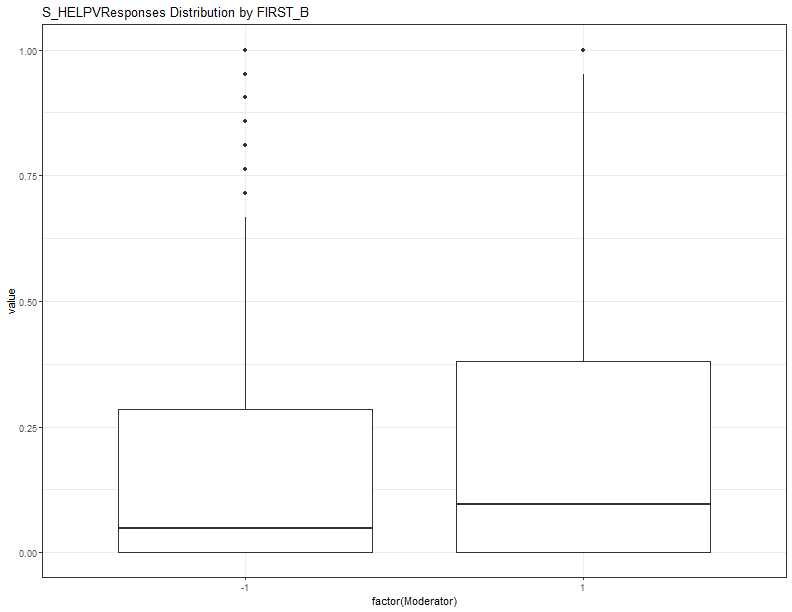 S_HELPVResponses Distribution by FIRST_B
1.00
0.75
0.50
0.25
0.00
value
-1 1
factor(Moderator)